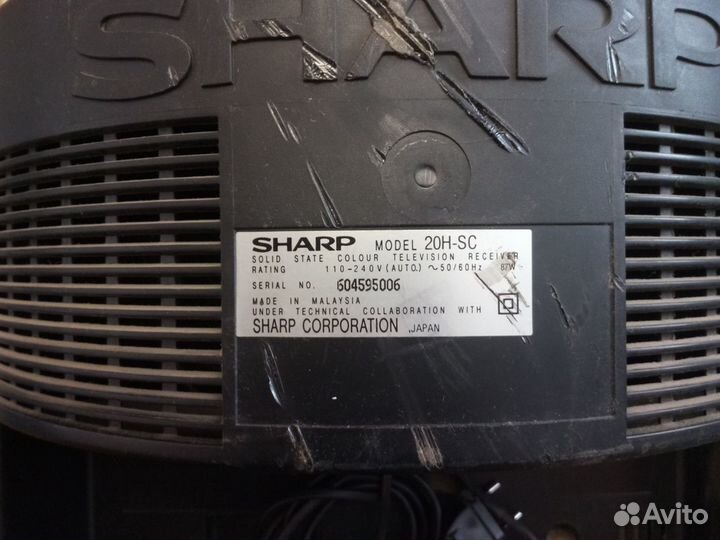 SHARP
SHARP MODEL 20H-SC
SOLID STATE COLOUR TELEVISION RECEIVER
RATING 110-240V (AUTO.) ~50/60Hz 87W
SERIAL NO. 604595006
MADE IN MALAYSIA
UNDER TECHNICAL COLLABORATION WITH
SHARP CORPORATION ,JAPAN
Avito